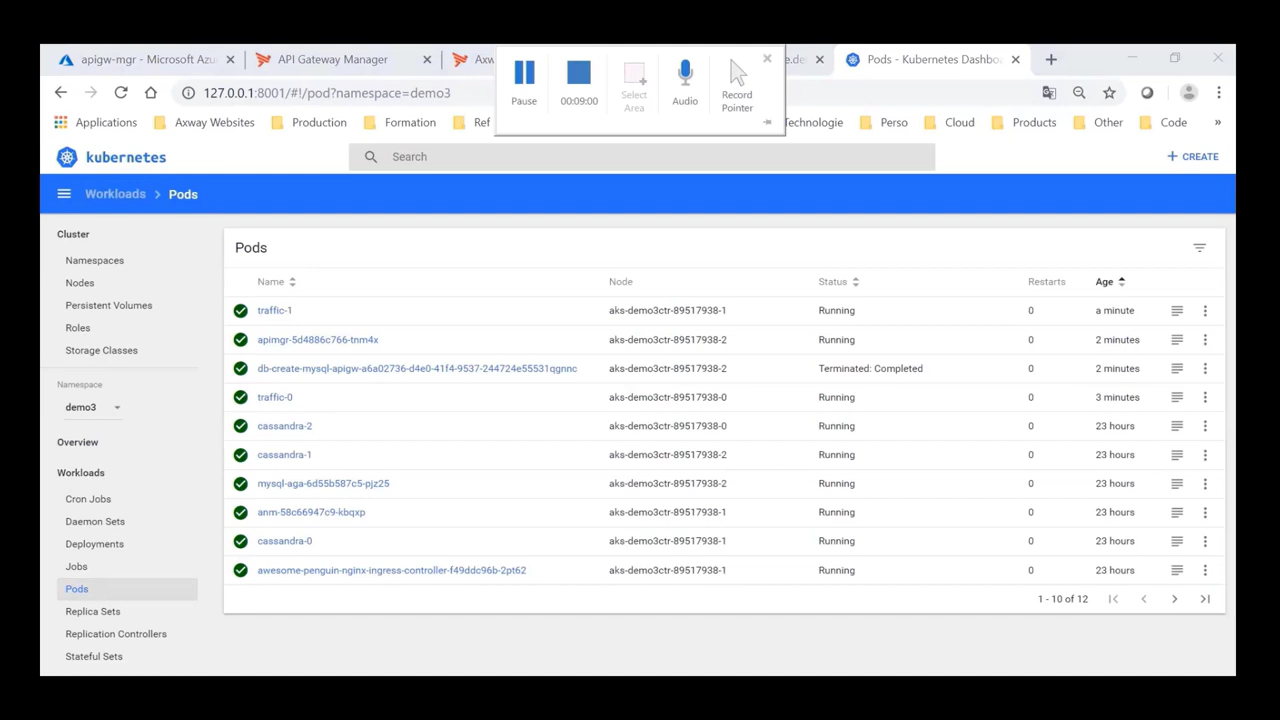 apigw-mgr - Microsoft Azu
API Gateway Manager
Axw
e.de
Pods - Kubernetes Dashbo
127.0.0.1:8001/#!/pod?namespace=demo3
Pause
00:09:00
Select Area
Audio
Record Pointer
Applications
Axway Websites
Production
Formation
Ref
Technologie
Perso
Cloud
Products
Other
Code
»
kubernetes
Search
+ CREATE
Workloads > Pods
Cluster
Namespaces
Nodes
Persistent Volumes
Roles
Storage Classes
Namespace
demo3
Overview
Workloads
Cron Jobs
Daemon Sets
Deployments
Jobs
Pods
Replica Sets
Replication Controllers
Stateful Sets
Pods
Name Node Status Restarts Age
traffic-1 aks-demo3ctr-89517938-1 Running 0 a minute
apimgr-5d4886c766-tnm4x aks-demo3ctr-89517938-2 Running 0 2 minutes
db-create-mysql-apigw-a6a02736-d4e0-41f4-9537-244724e55531qgnnc aks-demo3ctr-89517938-2 Terminated: Completed 0 2 minutes
traffic-0 aks-demo3ctr-89517938-0 Running 0 3 minutes
cassandra-2 aks-demo3ctr-89517938-0 Running 0 23 hours
cassandra-1 aks-demo3ctr-89517938-2 Running 0 23 hours
mysql-aga-6d55b587c5-pjz25 aks-demo3ctr-89517938-2 Running 0 23 hours
anm-58c66947c9-kbqxp aks-demo3ctr-89517938-1 Running 0 23 hours
cassandra-0 aks-demo3ctr-89517938-1 Running 0 23 hours
awesome-penguin-nginx-ingress-controller-f49ddc96b-2pt62 aks-demo3ctr-89517938-1 Running 0 23 hours
1 - 10 of 12